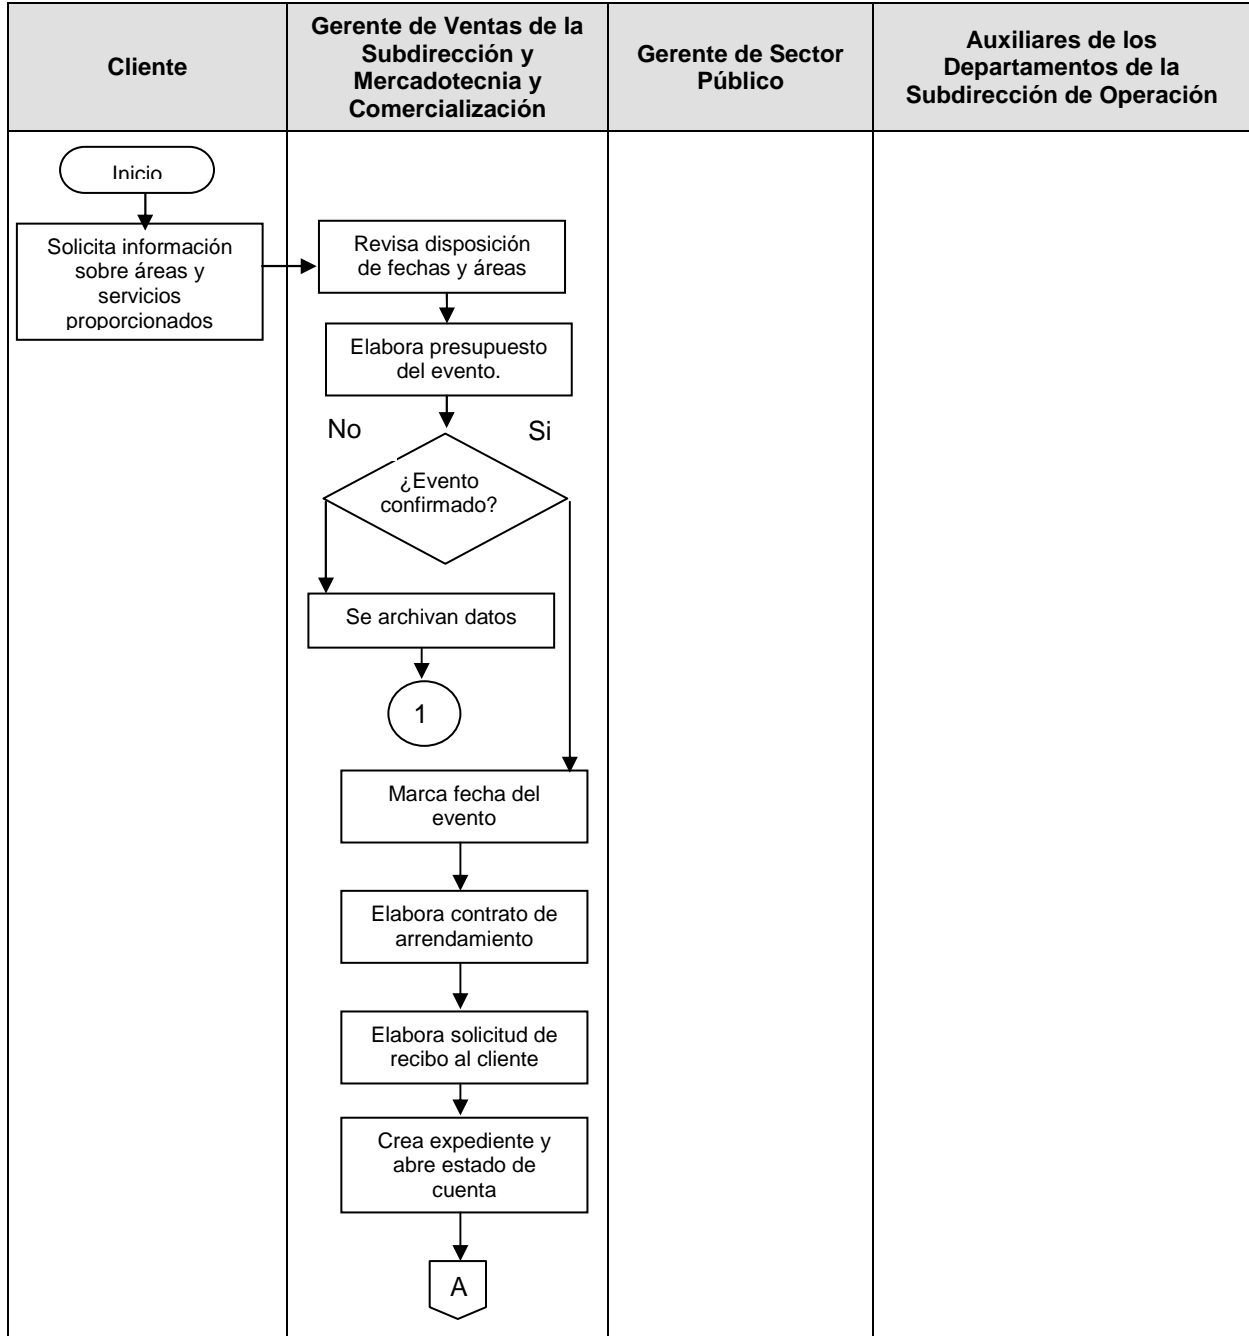 Cliente
Gerente de Ventas de la
Subdirección y
Mercadotecnia y
Comercialización
Gerente de Sector
Público
Auxiliares de los
Departamentos de la
Subdirección de Operación
Inicio
Solicita información
sobre áreas y
servicios
proporcionados
Revisa disposición
de fechas y áreas
Elabora presupuesto
del evento.
No
Si
¿Evento
confirmado?
Se archivan datos
1
Marca fecha del
evento
Elabora contrato de
arrendamiento
Elabora solicitud de
recibo al cliente
Crea expediente y
abre estado de
cuenta
A